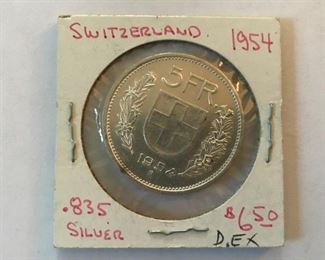 SWITZERLAND. 1954
5 FR
1954
B
.835 $6.50
SILVER D.EX